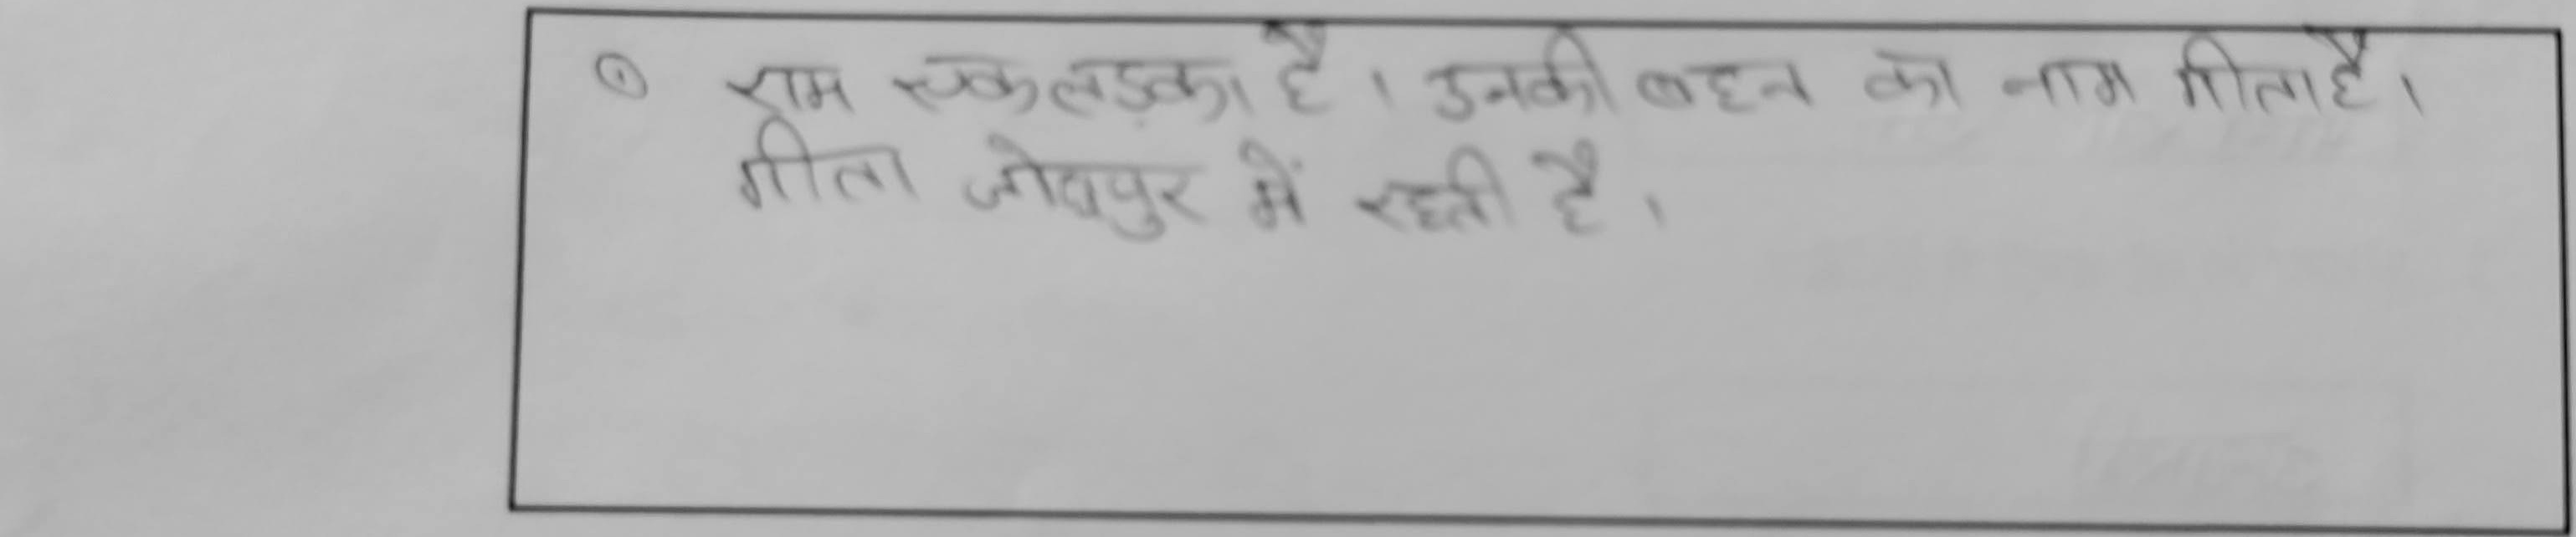 ① राम एक लड़का है। उनकी बहन का नाम गीता है।
गीता जोधपुर में रहती है।